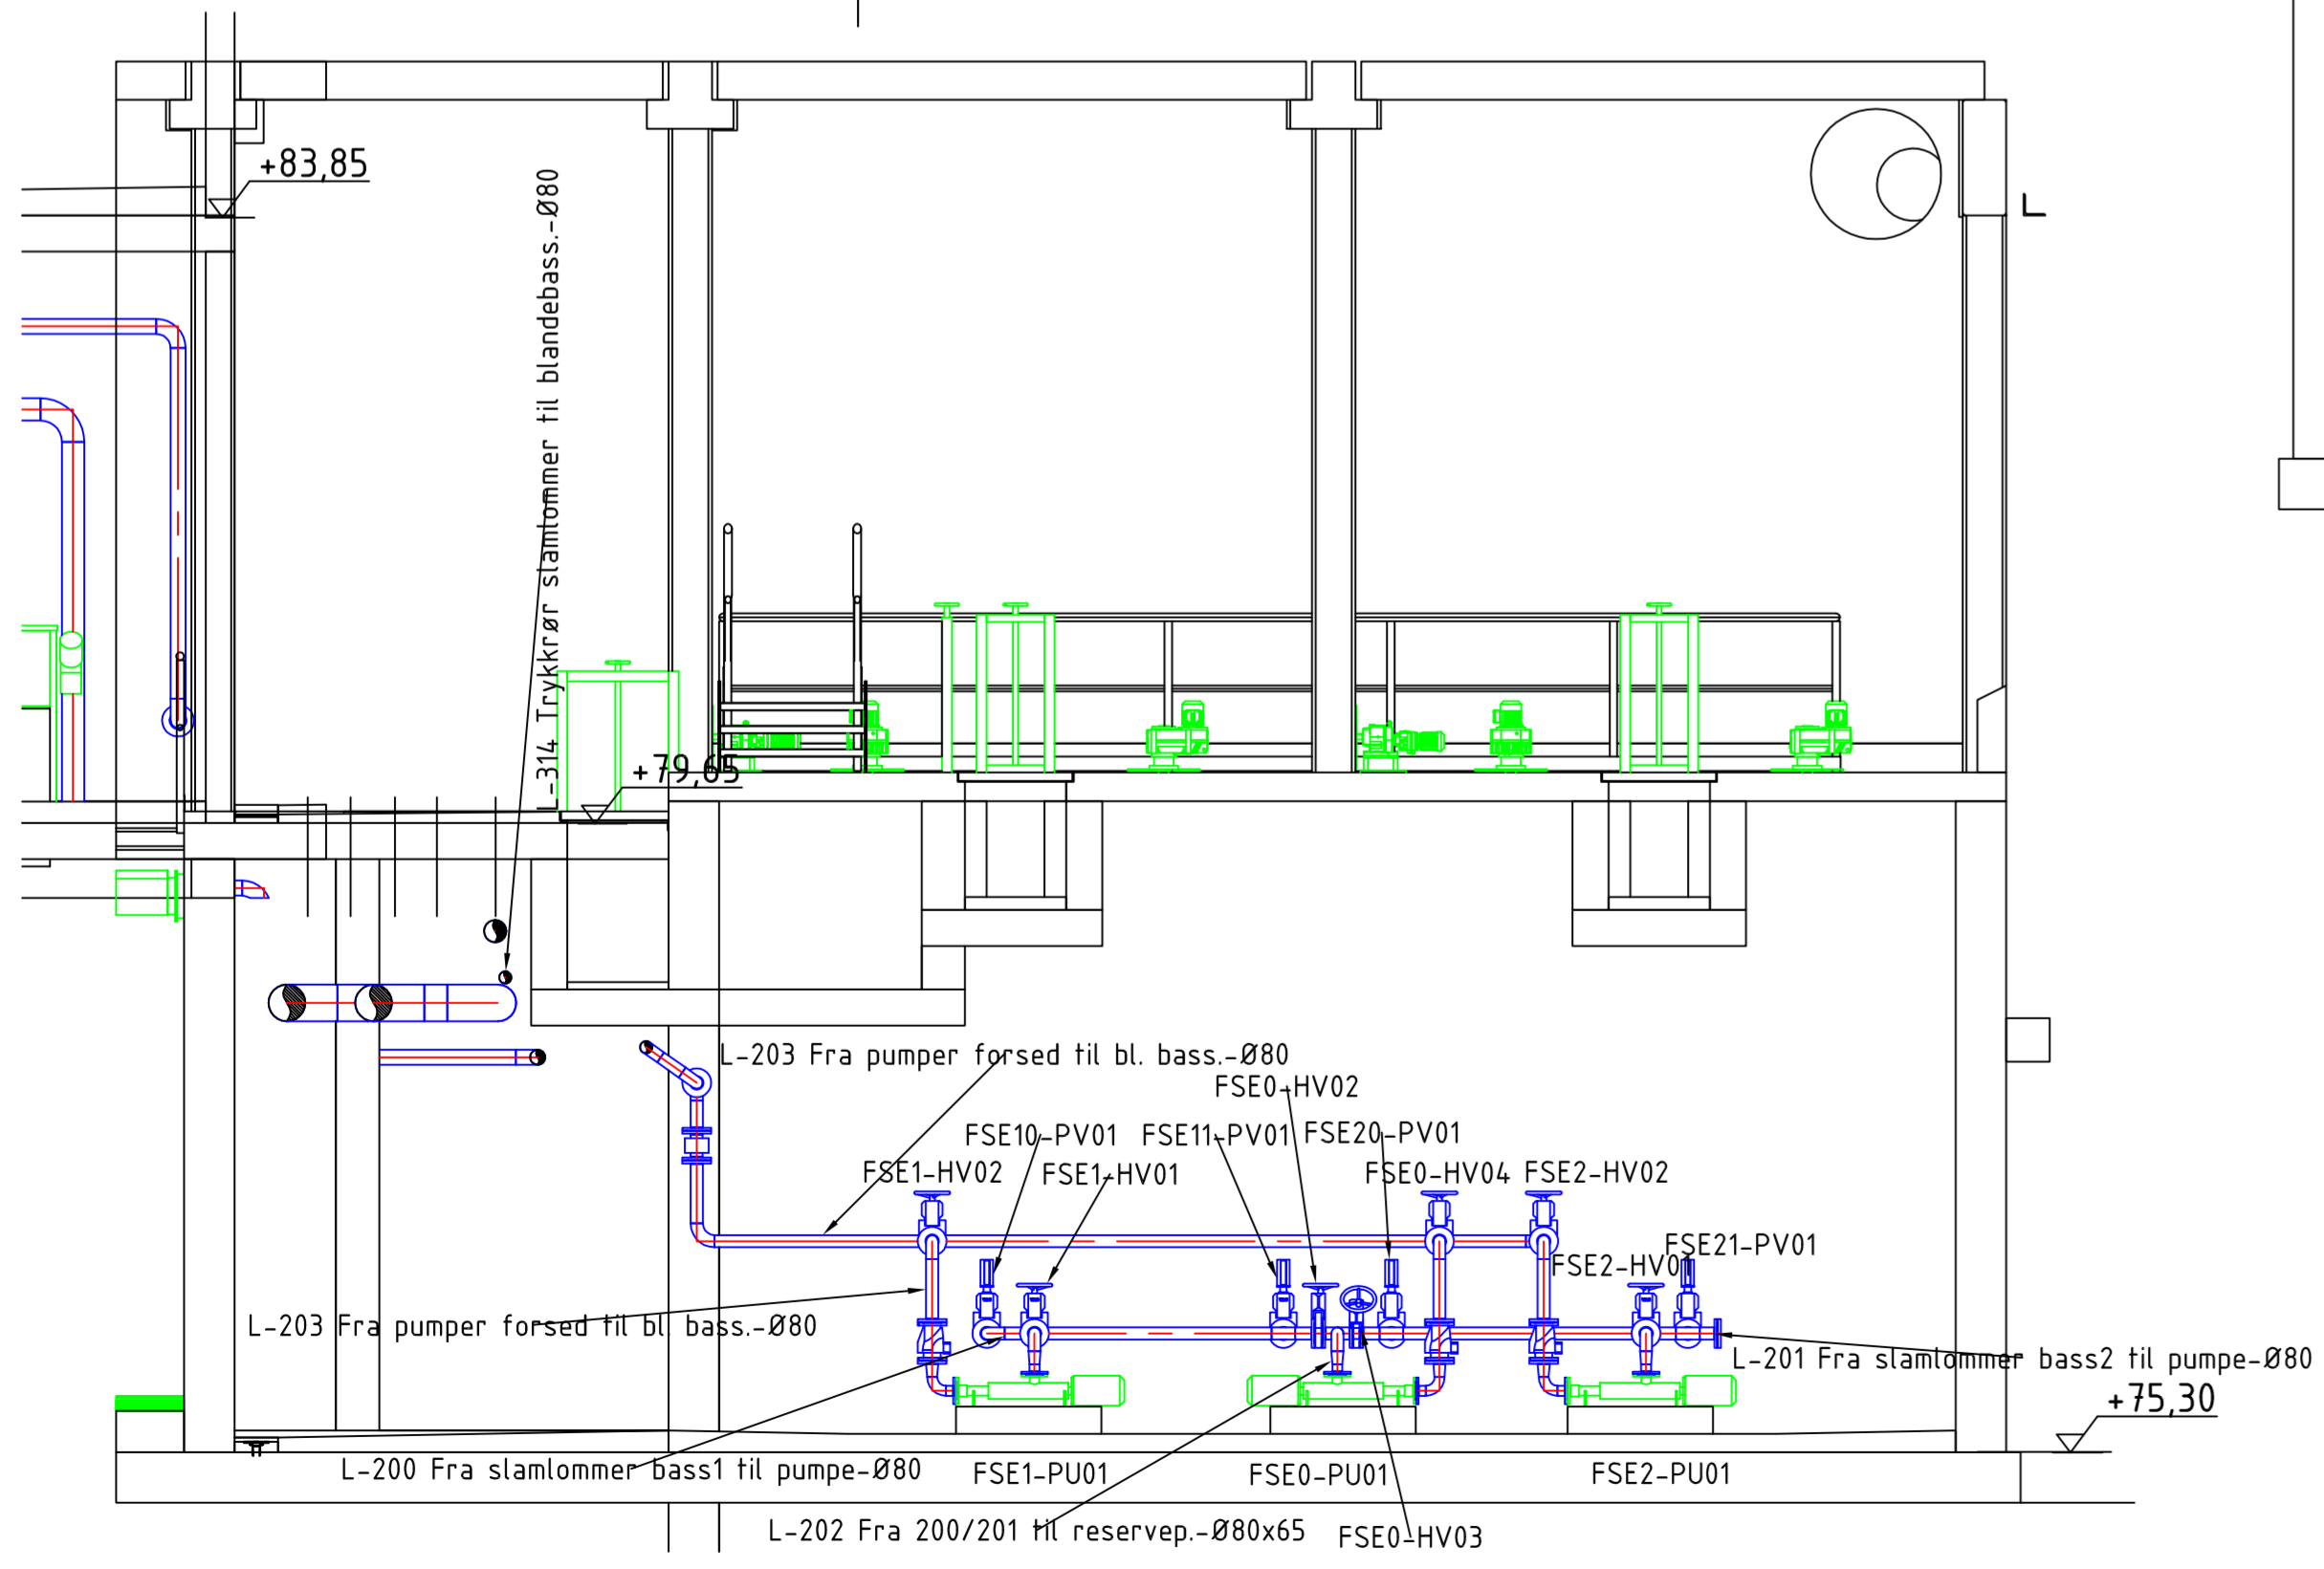 +83,85
L-314 Trykkrør slamlommer til blandebass.-Ø80
+79,65
L-203 Fra pumper forsed til bl. bass.-Ø80
FSE0-HV02
FSE10-PV01
FSE11-PV01
FSE20-PV01
FSE1-HV02
FSE1-HV01
FSE0-HV04
FSE2-HV02
FSE21-PV01
FSE2-HV01
L-203 Fra pumper forsed til bl. bass.-Ø80
L-201 Fra slamlommer bass2 til pumpe-Ø80
+75,30
L-200 Fra slamlommer bass1 til pumpe-Ø80
FSE1-PU01
FSE0-PU01
FSE2-PU01
L-202 Fra 200/201 til reservep.-Ø80x65
FSE0-HV03